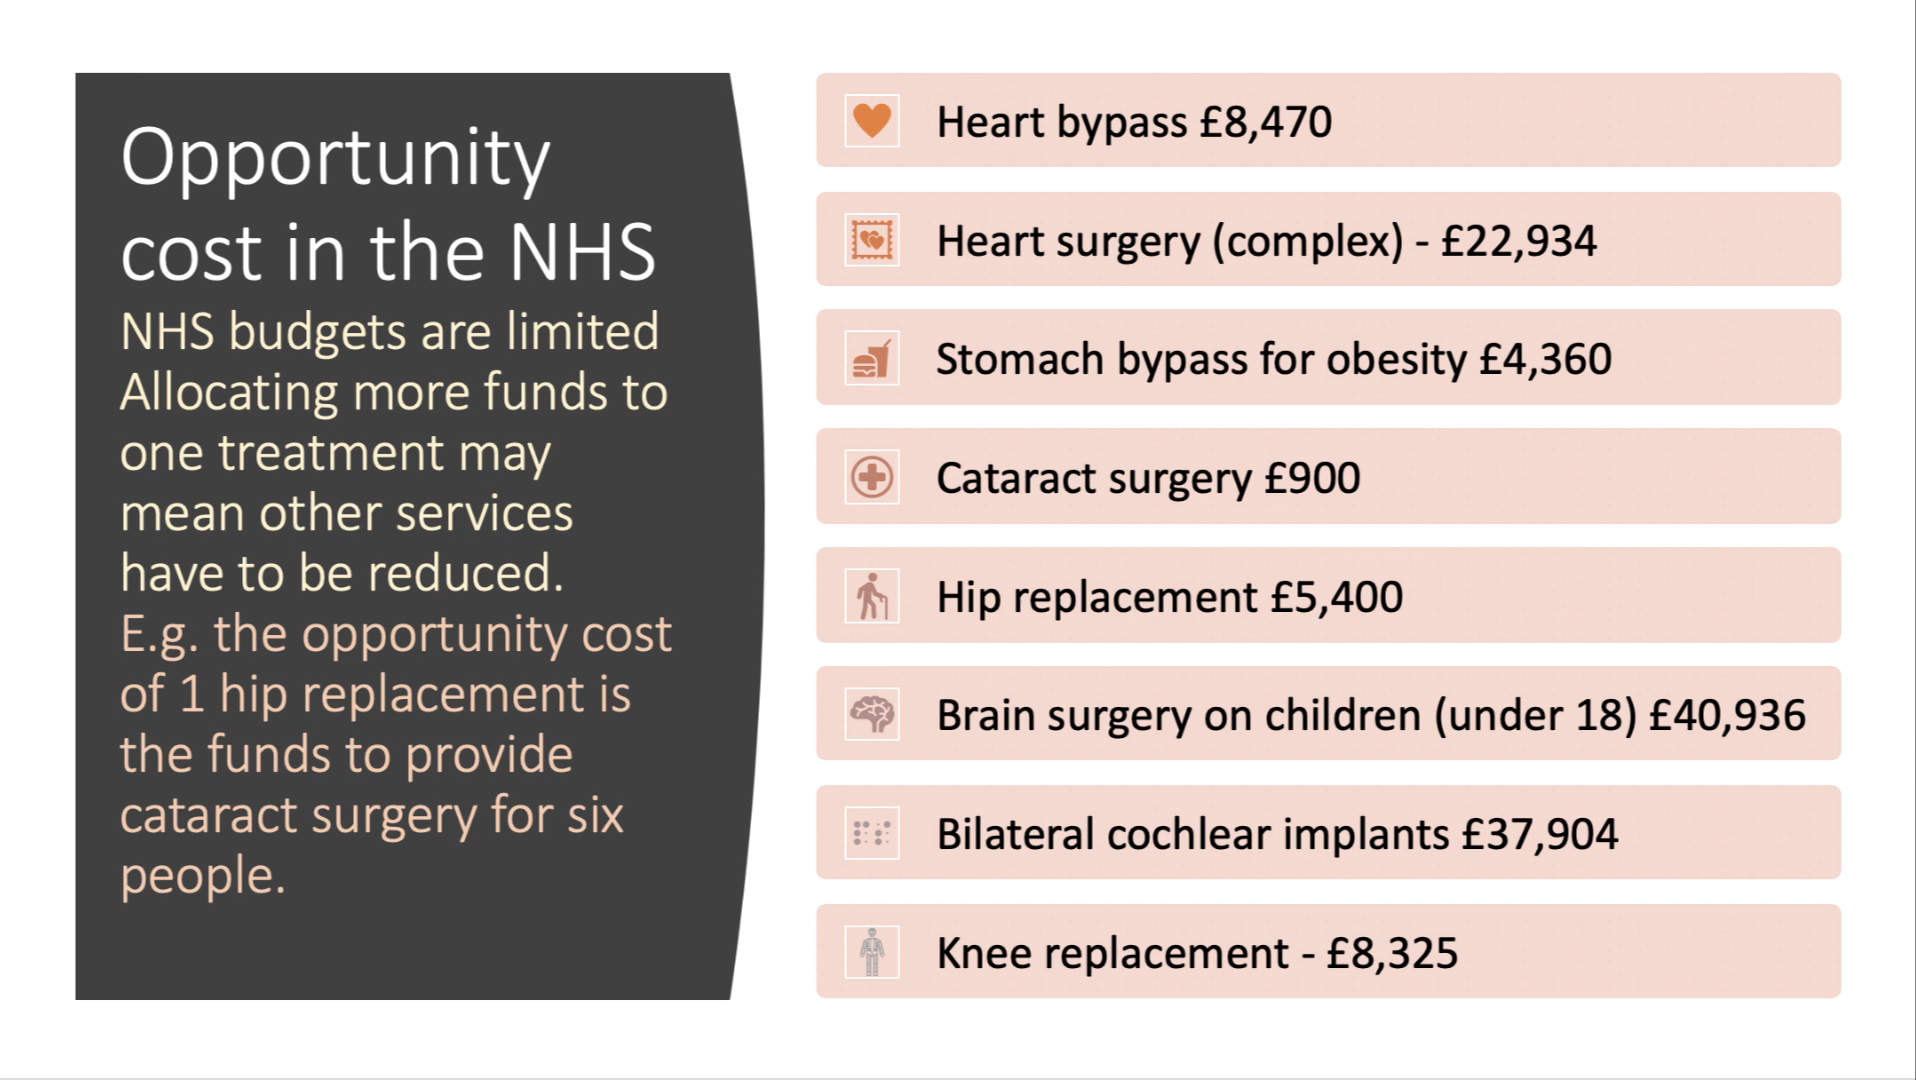 Opportunity
cost in the NHS
NHS budgets are limited
Allocating more funds to
one treatment may
mean other services
have to be reduced.
E.g. the opportunity cost
of 1 hip replacement is
the funds to provide
cataract surgery for six
people.
Heart bypass £8,470
Heart surgery (complex) - £22,934
Stomach bypass for obesity £4,360
Cataract surgery £900
Hip replacement £5,400
Brain surgery on children (under 18) £40,936
Bilateral cochlear implants £37,904
Knee replacement - £8,325